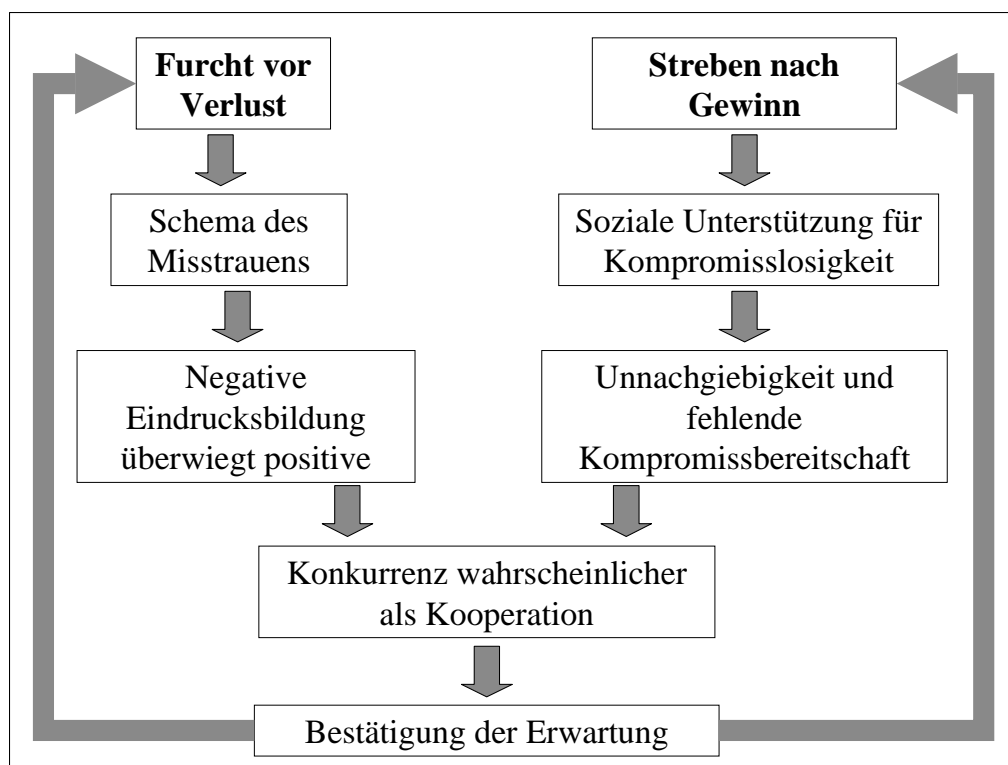 Furcht vor
Verlust
Streben nach
Gewinn
Schema des
Misstrauens
Soziale Unterstützung für
Kompromisslosigkeit
Negative
Eindrucksbildung
überwiegt positive
Unnachgiebigkeit und
fehlende
Kompromissbereitschaft
Konkurrenz wahrscheinlicher
als Kooperation
Bestätigung der Erwartung